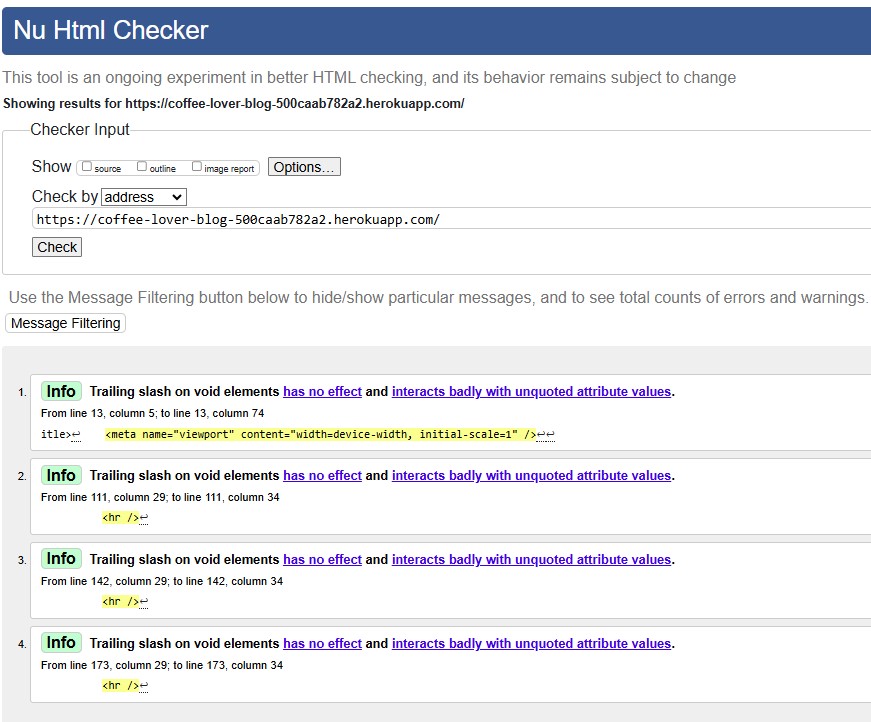 Nu Html Checker
This tool is an ongoing experiment in better HTML checking, and its behavior remains subject to change
Showing results for https://coffee-lover-blog-500caab782a2.herokuapp.com/
Checker Input
Show source outline image report Options...
Check by address
https://coffee-lover-blog-500caab782a2.herokuapp.com/
Check
Use the Message Filtering button below to hide/show particular messages, and to see total counts of errors and warnings.
Message Filtering
1. Info Trailing slash on void elements has no effect and interacts badly with unquoted attribute values.
From line 13, column 5; to line 13, column 74
itle>↩ <meta name="viewport" content="width=device-width, initial-scale=1" />↩↩
2. Info Trailing slash on void elements has no effect and interacts badly with unquoted attribute values.
From line 111, column 29; to line 111, column 34
<hr />↩
3. Info Trailing slash on void elements has no effect and interacts badly with unquoted attribute values.
From line 142, column 29; to line 142, column 34
<hr />↩
4. Info Trailing slash on void elements has no effect and interacts badly with unquoted attribute values.
From line 173, column 29; to line 173, column 34
<hr />↩